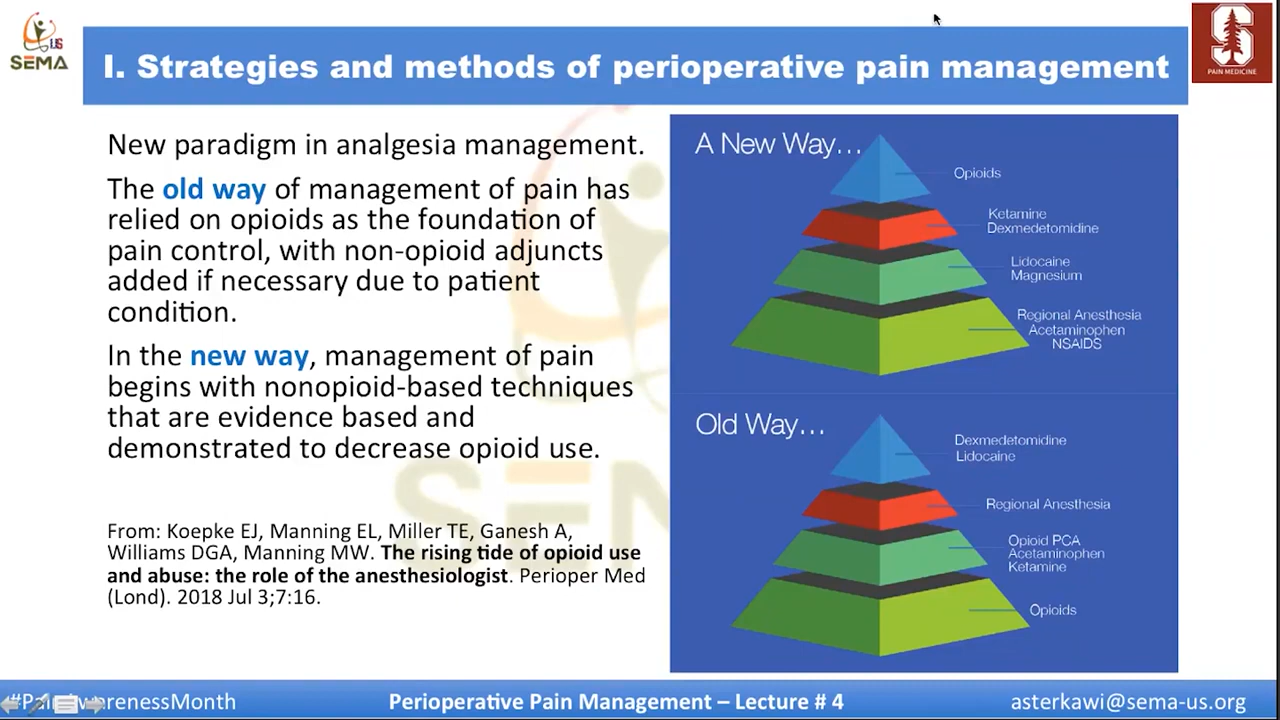 US
SEMA
I. Strategies and methods of perioperative pain management
S
PAIN MEDICINE
New paradigm in analgesia management.
The old way of management of pain has
relied on opioids as the foundation of
pain control, with non-opioid adjuncts
added if necessary due to patient
condition.
In the new way, management of pain
begins with nonopioid-based techniques
that are evidence based and
demonstrated to decrease opioid use.
From: Koepke EJ, Manning EL, Miller TE, Ganesh A,
Williams DGA, Manning MW. The rising tide of opioid use
and abuse: the role of the anesthesiologist. Perioper Med
(Lond). 2018 Jul 3;7:16.
A New Way...
Opioids
Ketamine
Dexmedetomidine
Lidocaine
Magnesium
Regional Anesthesia
Acetaminophen
NSAIDS
Old Way...
Dexmedetomidine
Lidocaine
Regional Anesthesia
Opioid PCA
Acetaminophen
Ketamine
Opioids
#PainAwarenessMonth
Perioperative Pain Management – Lecture # 4
asterkawi@sema-us.org